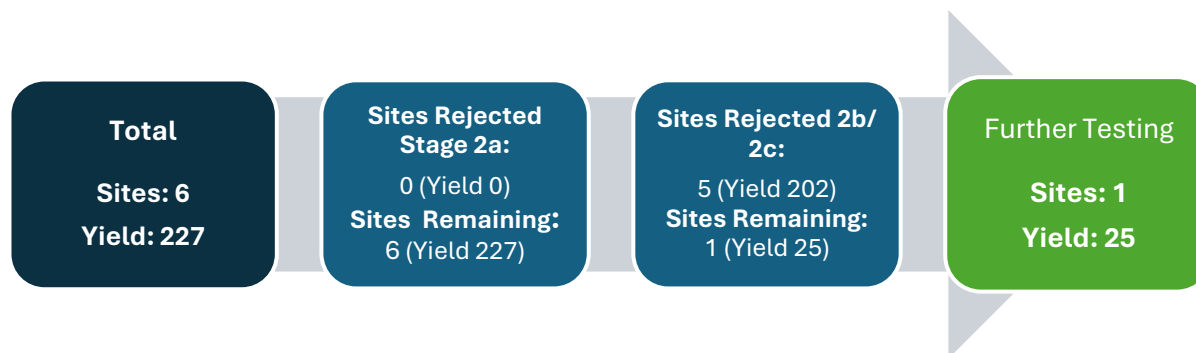 Total
Sites: 6
Yield: 227
Sites Rejected
Stage 2a:
0 (Yield 0)
Sites Remaining:
6 (Yield 227)
Sites Rejected 2b/
2c:
5 (Yield 202)
Sites Remaining:
1 (Yield 25)
Further Testing
Sites: 1
Yield: 25